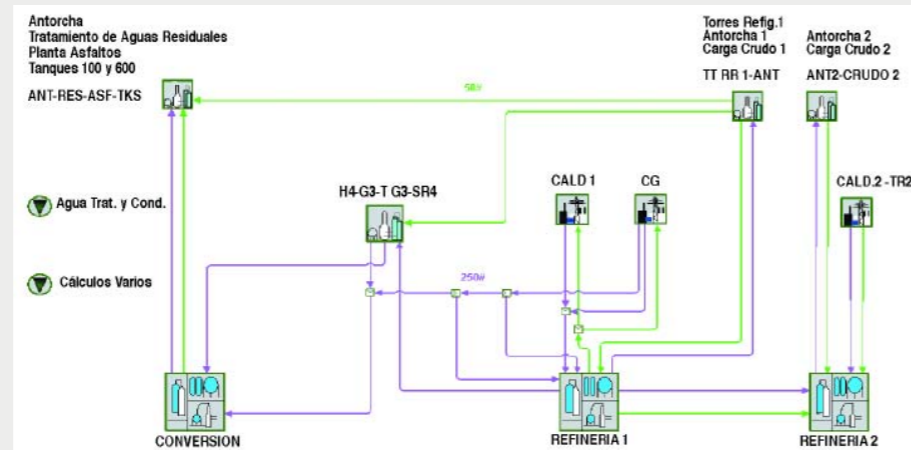 Antorcha
Tratamiento de Aguas Residuales
Planta Asfaltos
Tanques 100 y 600
ANT-RES-ASF-TKS
Torres Refig.1
Antorcha 1
Carga Crudo 1
TT RR 1-ANT
Antorcha 2
Carga Crudo 2
ANT2-CRUDO 2
50#
H4-G3-T G3-SR4
CALD 1
CG
CALD.2 -TR2
Agua Trat. y Cond.
250#
Cálculos Varios
CONVERSION
REFINERIA 1
REFINERIA 2